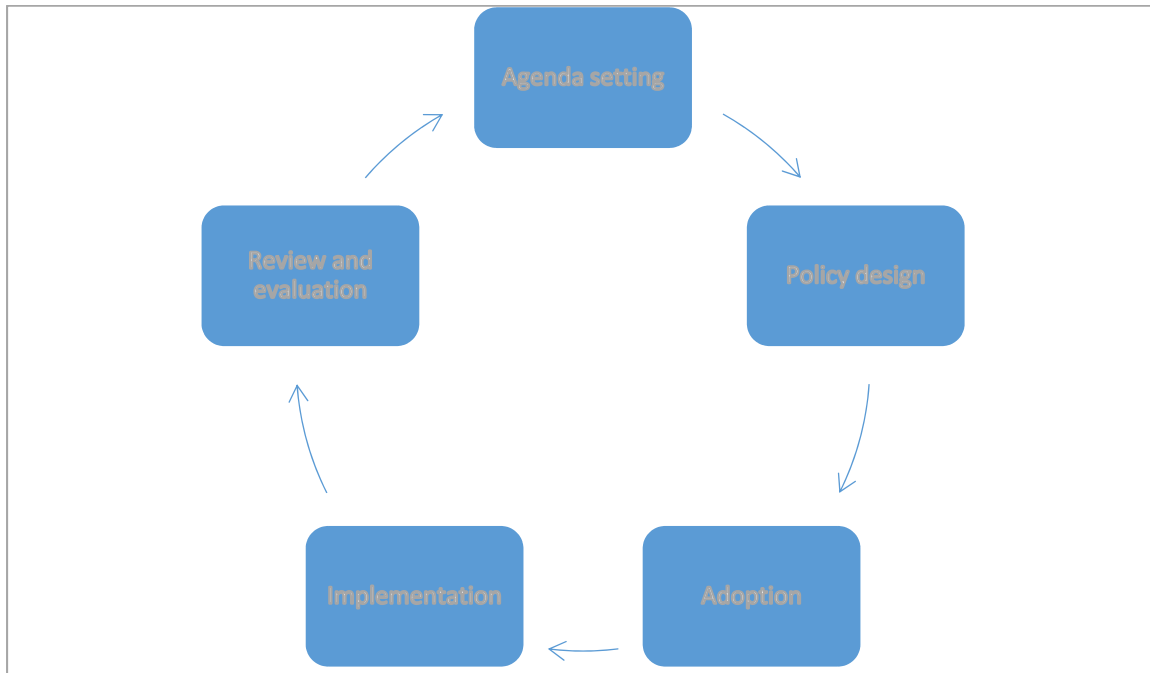 Agenda setting
Policy design
Adoption
Implementation
Review and
evaluation